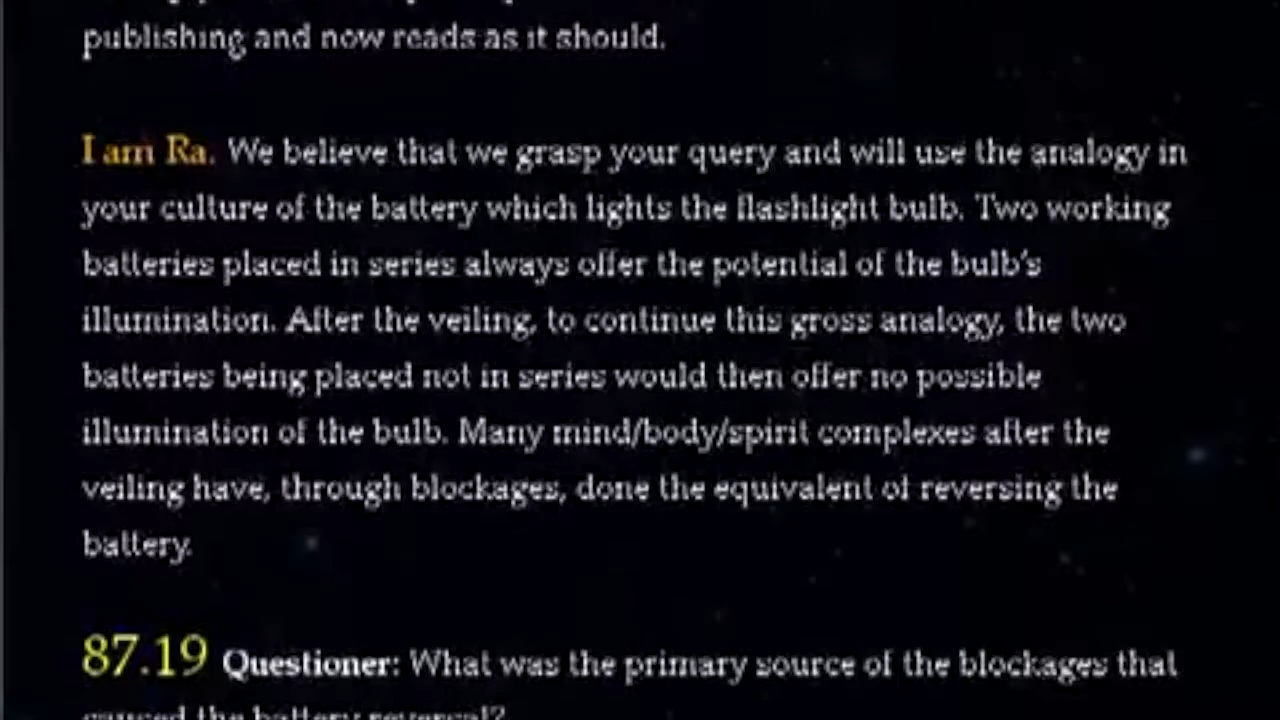 publishing and now reads as it should.
I am Ra. We believe that we grasp your query and will use the analogy in
your culture of the battery which lights the flashlight bulb. Two working
batteries placed in series always offer the potential of the bulb's
illumination. After the veiling, to continue this gross analogy, the two
batteries being placed not in series would then offer no possible
illumination of the bulb. Many mind/body/spirit complexes after the
veiling have, through blockages, done the equivalent of reversing the
battery.
87.19 Questioner: What was the primary source of the blockages that
caused the battery reversal?